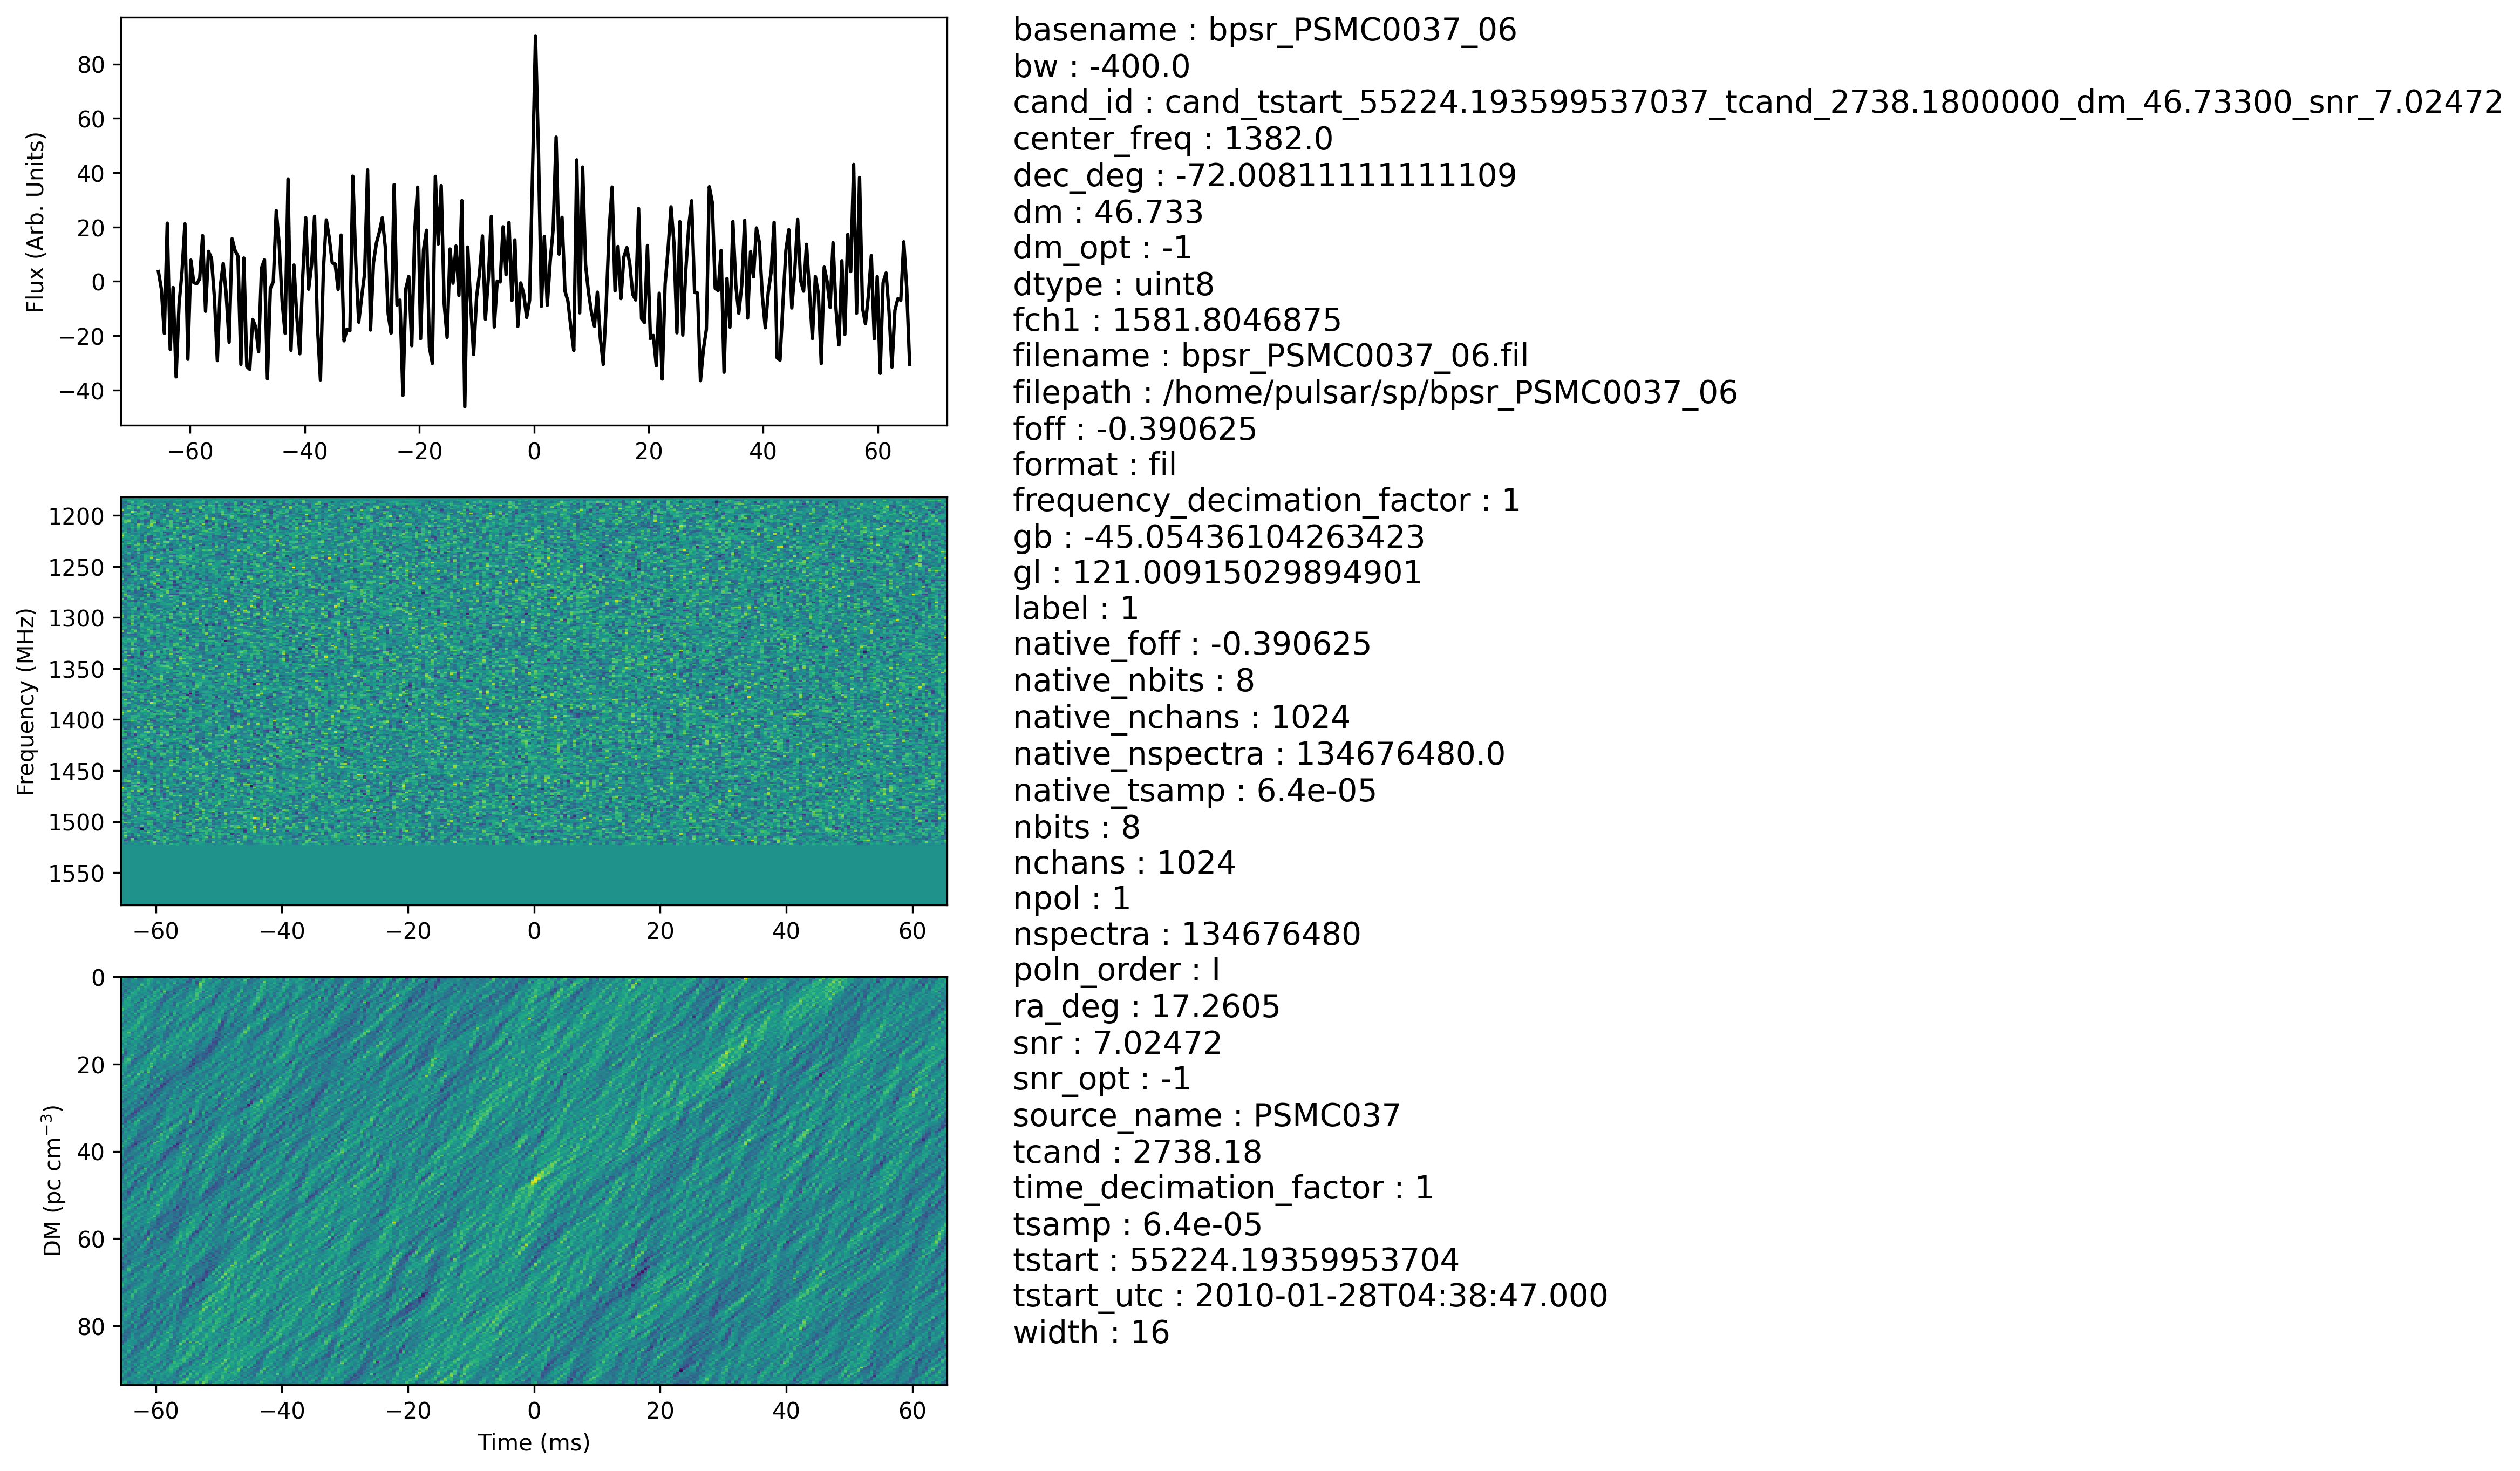 80
60
40
20
0
−20
−40
Flux (Arb. Units)
−60 −40 −20 0 20 40 60
1200
1250
1300
1350
1400
1450
1500
1550
Frequency (MHz)
−60 −40 −20 0 20 40 60
0
20
40
60
80
DM (pc cm⁻³)
−60 −40 −20 0 20 40 60
Time (ms)
basename : bpsr_PSMC0037_06
bw : -400.0
cand_id : cand_tstart_55224.193599537037_tcand_2738.1800000_dm_46.73300_snr_7.02472
center_freq : 1382.0
dec_deg : -72.00811111111109
dm : 46.733
dm_opt : -1
dtype : uint8
fch1 : 1581.8046875
filename : bpsr_PSMC0037_06.fil
filepath : /home/pulsar/sp/bpsr_PSMC0037_06
foff : -0.390625
format : fil
frequency_decimation_factor : 1
gb : -45.05436104263423
gl : 121.00915029894901
label : 1
native_foff : -0.390625
native_nbits : 8
native_nchans : 1024
native_nspectra : 134676480.0
native_tsamp : 6.4e-05
nbits : 8
nchans : 1024
npol : 1
nspectra : 134676480
poln_order : I
ra_deg : 17.2605
snr : 7.02472
snr_opt : -1
source_name : PSMC037
tcand : 2738.18
time_decimation_factor : 1
tsamp : 6.4e-05
tstart : 55224.19359953704
tstart_utc : 2010-01-28T04:38:47.000
width : 16